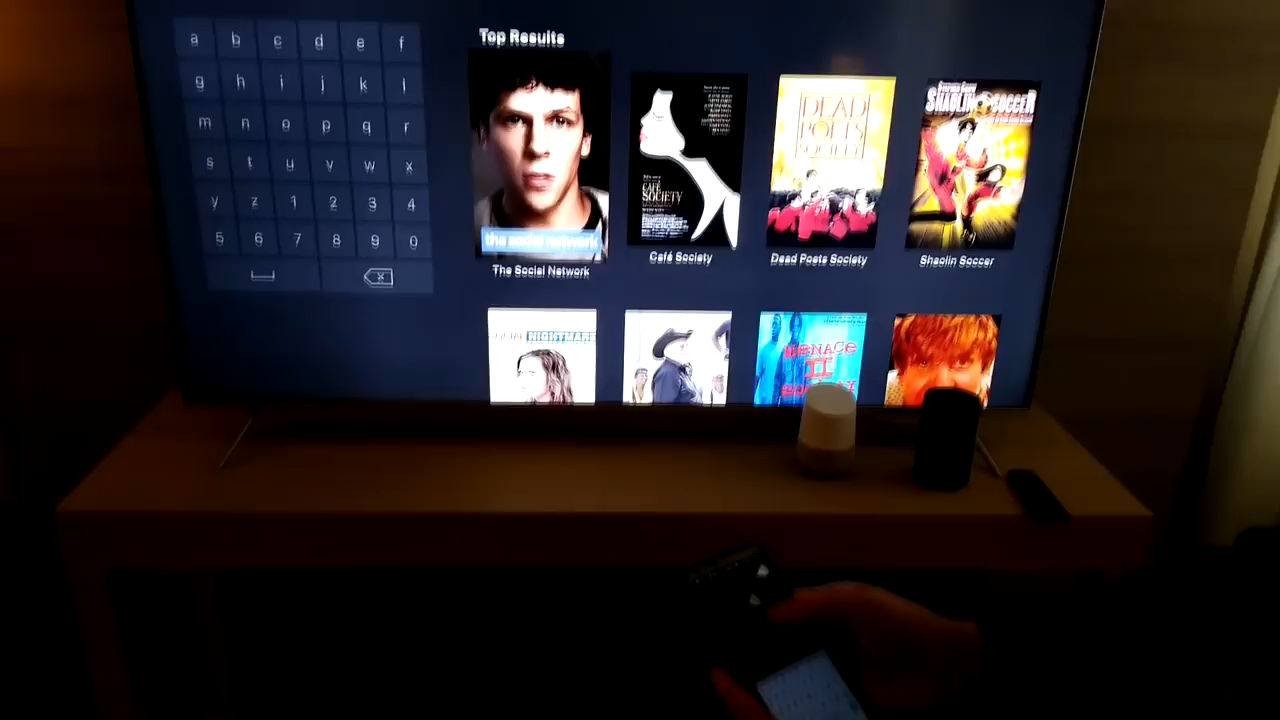 Top Results
a b c d e f
g h i j k l
m n o p q r
s t u v w x
y z 1 2 3 4
5 6 7 8 9 0
the social network
CAFÉ
SOCIETY
DEAD
POETS
SOCIETY
SHAOLIN SOCCER
The Social Network
Café Society
Dead Poets Society
Shaolin Soccer
NIGHTMARE
MENACE
II
SOCIETY